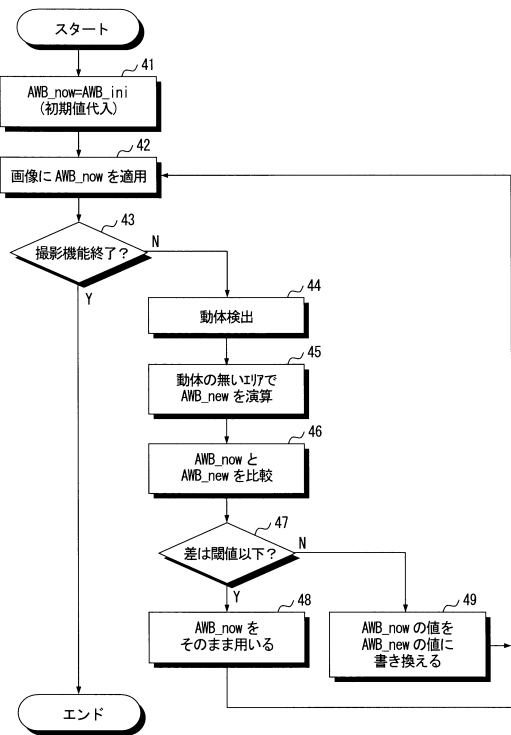 スタート
41
AWB_now=AWB_ini
(初期値代入)
42
画像に AWB_now を適用
43
撮影機能終了？
N
Y
44
動体検出
45
動体の無いｴﾘｱで
AWB_new を演算
46
AWB_now と
AWB_new を比較
47
差は閾値以下？
N
Y
48
AWB_now を
そのまま用いる
49
AWB_now の値を
AWB_new の値に
書き換える
エンド